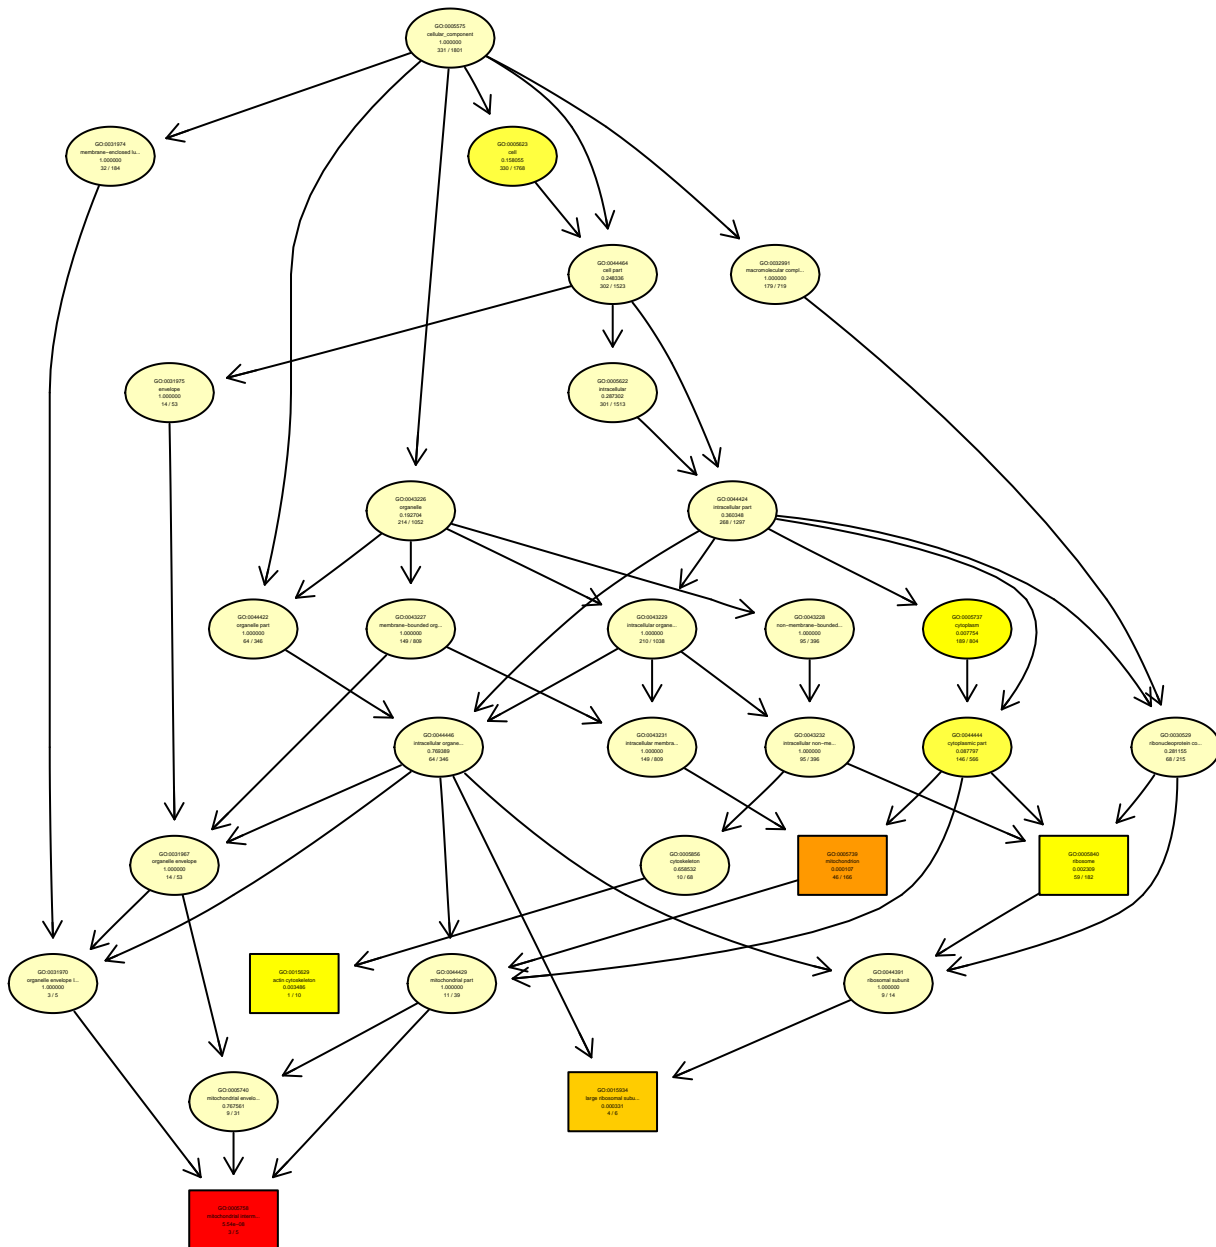 GO:0005575
cellular_component
1.000000
331 / 1801
GO:0031974
membrane−enclosed lu...
1.000000
32 / 184
GO:0005623
cell
0.158055
330 / 1768
GO:0044464
cell part
0.248336
302 / 1523
GO:0032991
macromolecular compl...
1.000000
179 / 719
GO:0031975
envelope
1.000000
14 / 53
GO:0005622
intracellular
0.287302
301 / 1513
GO:0043226
organelle
0.192704
214 / 1052
GO:0044424
intracellular part
0.360348
268 / 1297
GO:0044422
organelle part
1.000000
64 / 346
GO:0043227
membrane−bounded org...
1.000000
149 / 809
GO:0043229
intracellular organe...
1.000000
210 / 1038
GO:0043228
non−membrane−bounded...
1.000000
95 / 396
GO:0005737
cytoplasm
0.007754
189 / 804
GO:0044446
intracellular organe...
0.769389
64 / 346
GO:0043231
intracellular membra...
1.000000
149 / 809
GO:0043232
intracellular non−me...
1.000000
95 / 396
GO:0044444
cytoplasmic part
0.087797
146 / 566
GO:0030529
ribonucleoprotein co...
0.281155
68 / 215
GO:0031967
organelle envelope
1.000000
14 / 53
GO:0005856
cytoskeleton
0.658532
10 / 68
GO:0005739
mitochondrion
0.000107
46 / 166
GO:0005840
ribosome
0.002309
59 / 182
GO:0031970
organelle envelope l...
1.000000
3 / 5
GO:0015629
actin cytoskeleton
0.003486
1 / 10
GO:0044429
mitochondrial part
1.000000
11 / 39
GO:0044391
ribosomal subunit
1.000000
9 / 14
GO:0005740
mitochondrial envelo...
0.767561
9 / 31
GO:0015934
large ribosomal subu...
0.000331
4 / 6
GO:0005758
mitochondrial interm...
3 / 5